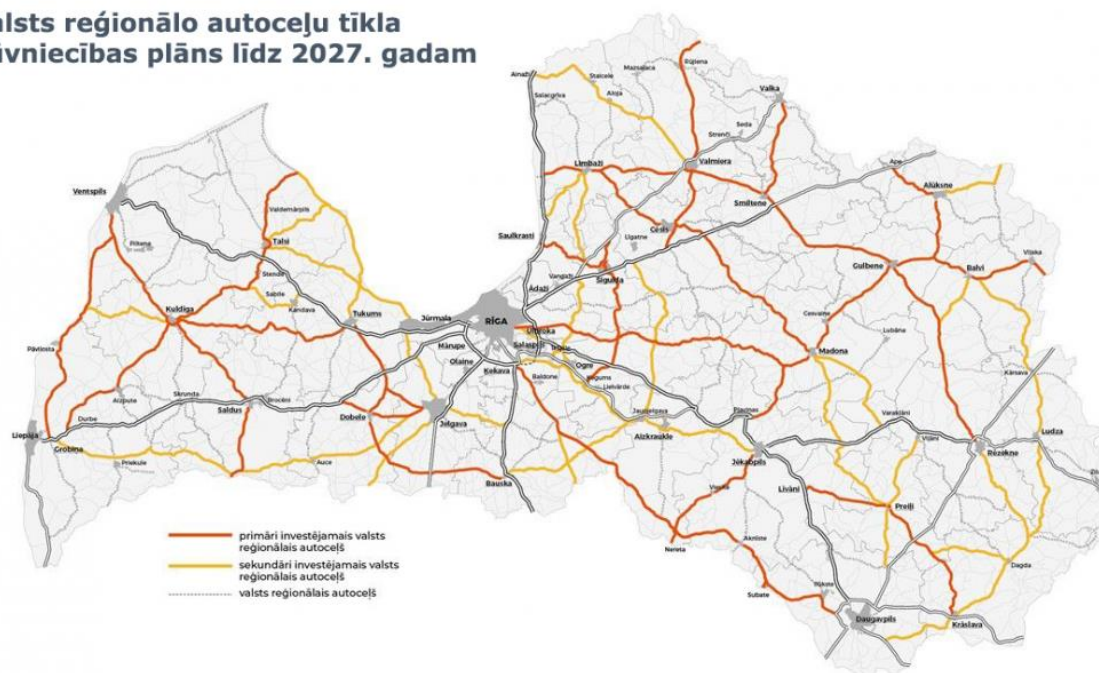 alsts reģionālo autoceļu tīkla
ūvniecības plāns līdz 2027. gadam
Ainaži
Staicele
Mazsalaca
Rūjiena
Aloja
Salacgrīva
Valka
Seda
Strenči
Limbaži
Valmiera
Ape
Alūksne
Smiltene
Ventspils
Piltene
Valdemārpils
Talsi
Stende
Sabile
Kandava
Saulkrasti
Cēsis
Līgatne
Vangaži
Sigulda
Ādaži
Gulbene
Balvi
Viļaka
Kuldīga
Tukums
Jūrmala
RĪGA
Cesvaine
Lubāna
Pāvilosta
Mārupe
Olaine
Ķekava
Salaspils
Ogre
Baldone
Ķegums
Lielvārde
Madona
Kārsava
Aizpute
Skrunda
Brocēni
Saldus
Durbe
Dobele
Jelgava
Jaunjelgava
Aizkraukle
Pļaviņas
Varakļāni
Viļāni
Ludza
Liepāja
Grobiņa
Priekule
Auce
Bauska
Jēkabpils
Rēzekne
Līvāni
Viesīte
Preiļi
Nereta
Aknīste
Dagda
Subate
Ilūkste
Daugavpils
Krāslava
primāri investējamais valsts
reģionālais autoceļš
sekundāri investējamais valsts
reģionālais autoceļš
valsts reģionālais autoceļš